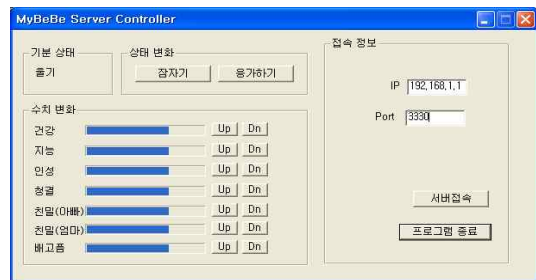 MyBeBe Server Controller
기분 상태
졸기
상태 변화
잠자기
응가하기
수치 변화
건강 Up Dn
지능 Up Dn
인성 Up Dn
청결 Up Dn
친밀(아빠) Up Dn
친밀(엄마) Up Dn
배고픔 Up Dn
접속 정보
IP 192,168,1,1
Port 3330
서버접속
프로그램 종료